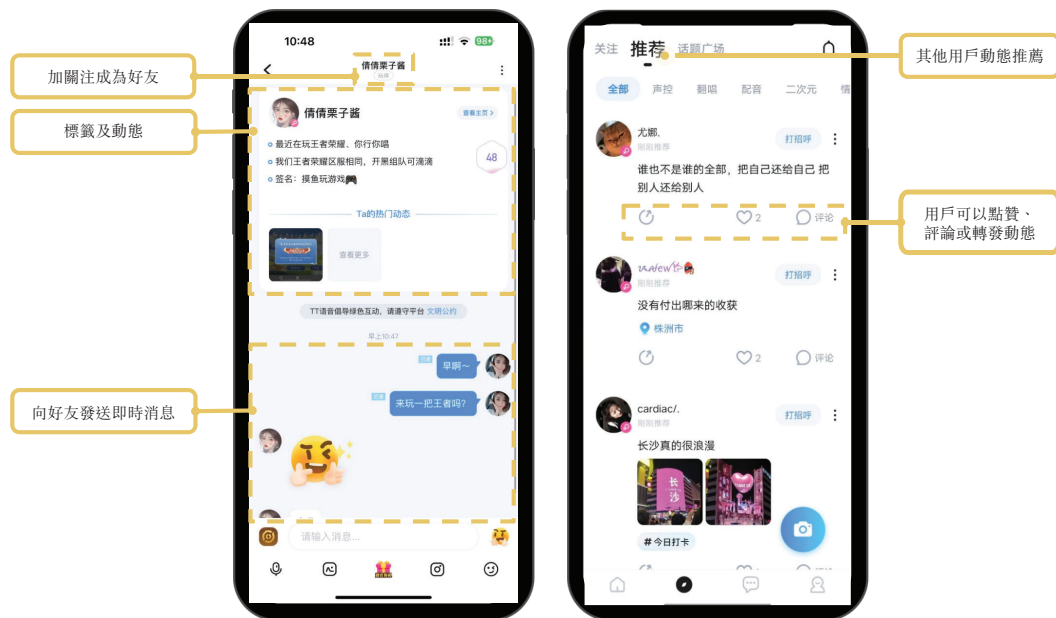 加關注成為好友
標籤及動態
向好友發送即時消息
10:48
98+
倩倩栗子酱
玩伴
倩倩栗子酱
查看主页 >
最近在玩王者荣耀、你行你唱
我们王者荣耀区服相同，开黑组队可滴滴
签名：摸鱼玩游戏🎮
48
Ta的热门动态
查看更多
TT语音倡导绿色互动，请遵守平台 文明公约
早上10:47
已读 早啊～
已读 来玩一把王者吗?
请输入消息...
关注 推荐 话题广场
全部 声控 翻唱 配音 二次元 情
尤娜.
刚刚推荐
打招呼
谁也不是谁的全部，把自己还给自己 把
别人还给别人
2 评论
刚刚推荐
打招呼
没有付出哪来的收获
株洲市
2 评论
cardiac/.
刚刚推荐
打招呼
长沙真的很浪漫
长沙
# 今日打卡
其他用戶動態推薦
用戶可以點贊、
評論或轉發動態